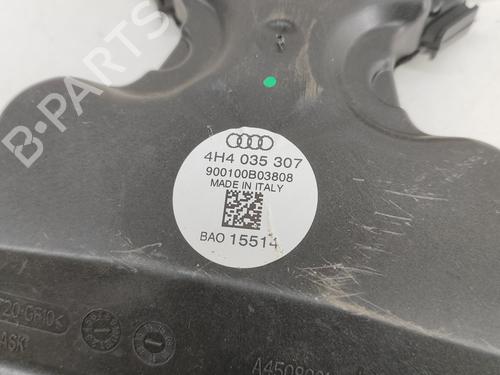 B-PARTS
4H4 035 307
900100B03808
MADE IN ITALY
BAO 15514